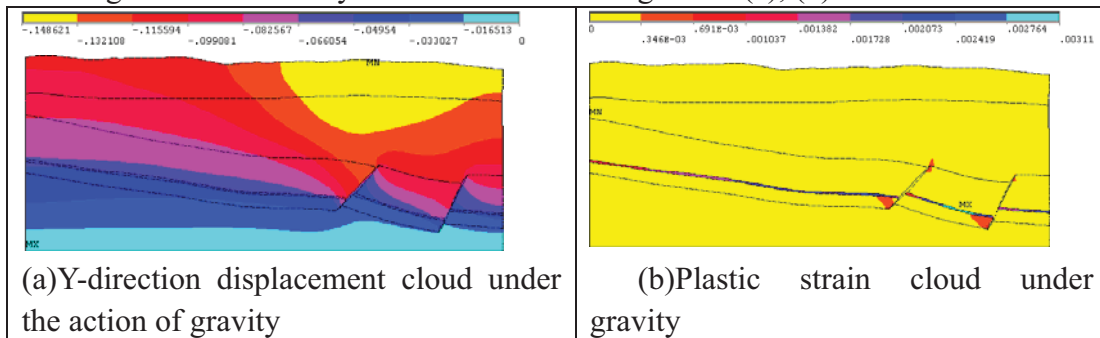 -.148621 -.115594 -.082567 -.04954 -.016513
-.132108 -.099081 -.066054 -.033027 0
MN
MX
(a)Y-direction displacement cloud under
the action of gravity
0 .691E-03 .001382 .002073 .002764
.346E-03 .001037 .001728 .002419 .00311
MN
MX
(b)Plastic strain cloud under
gravity